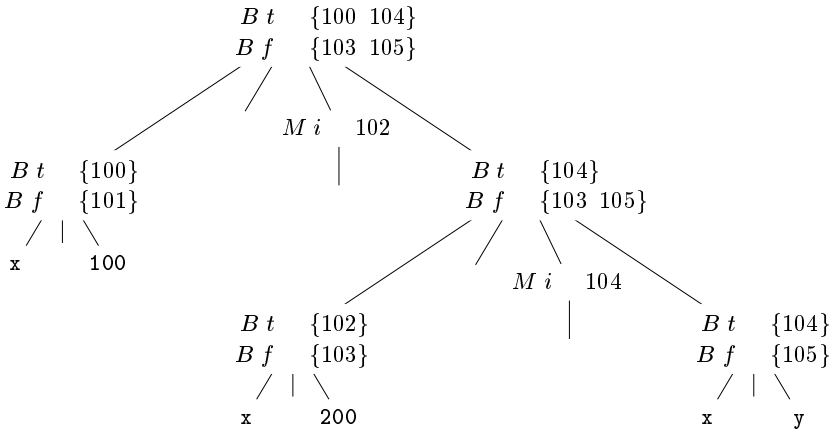 B t {100 104}
B f {103 105}
M i 102
B t {100}
B f {101}
B t {104}
B f {103 105}
x 100
M i 104
B t {102}
B f {103}
B t {104}
B f {105}
x 200
x y